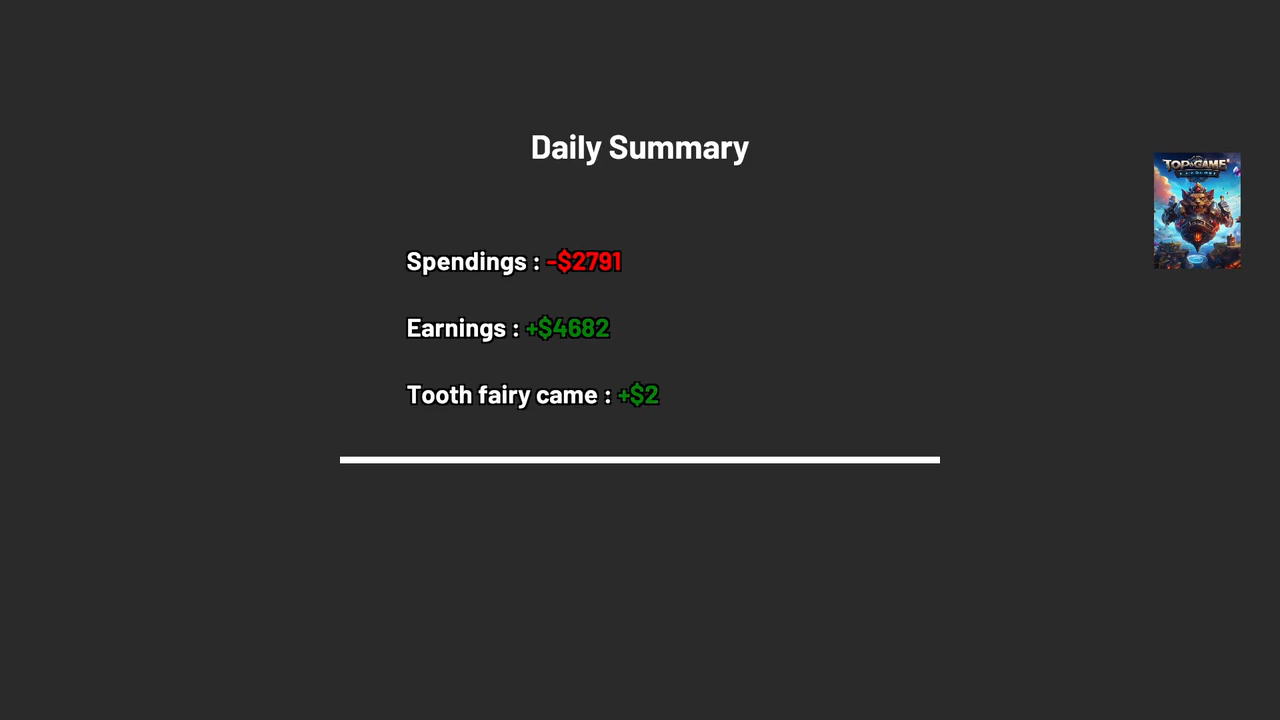 Daily Summary
TOP GAME
Spendings : -$2791
Earnings : +$4682
Tooth fairy came : +$2